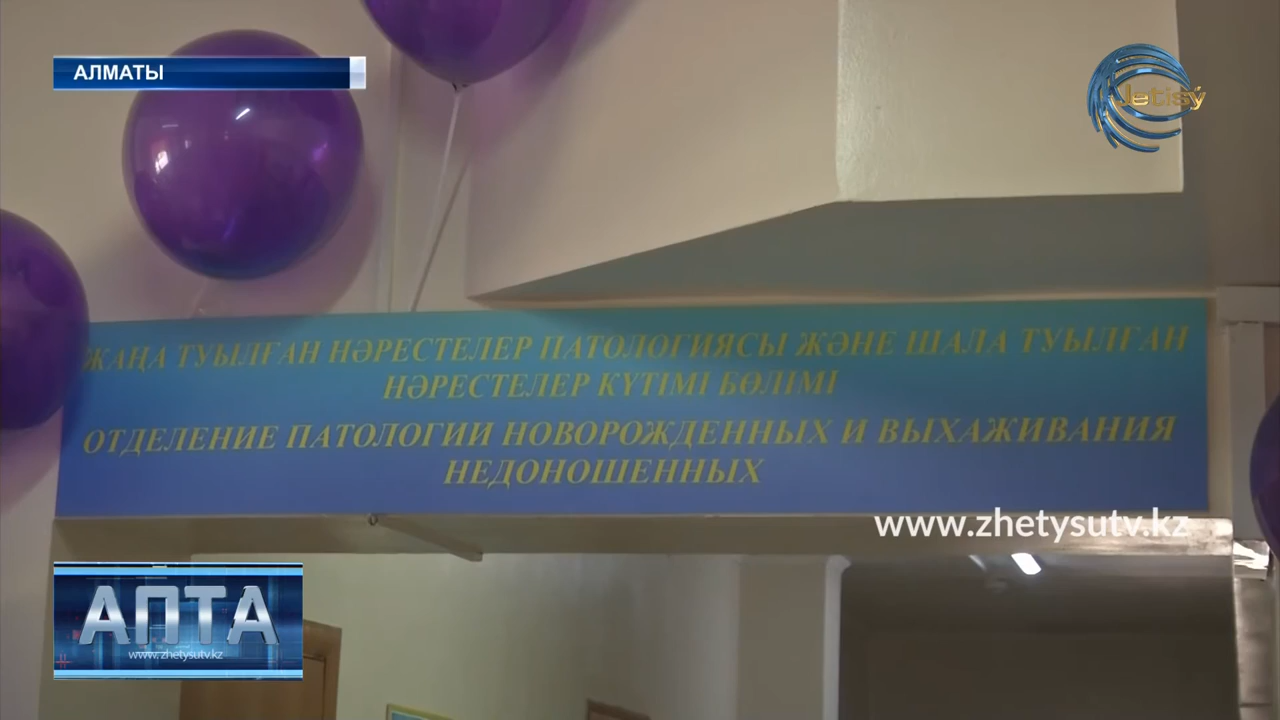 АЛМАТЫ
Jetisý
ЖАҢА ТУЫЛҒАН НӘРЕСТЕЛЕР ПАТОЛОГИЯСЫ ЖӘНЕ ШАЛА ТУЫЛҒАН
НӘРЕСТЕЛЕР КҮТІМІ БӨЛІМІ
ОТДЕЛЕНИЕ ПАТОЛОГИИ НОВОРОЖДЕННЫХ И ВЫХАЖИВАНИЯ
НЕДОНОШЕННЫХ
www.zhetysutv.kz
АПТА
www.zhetysutv.kz